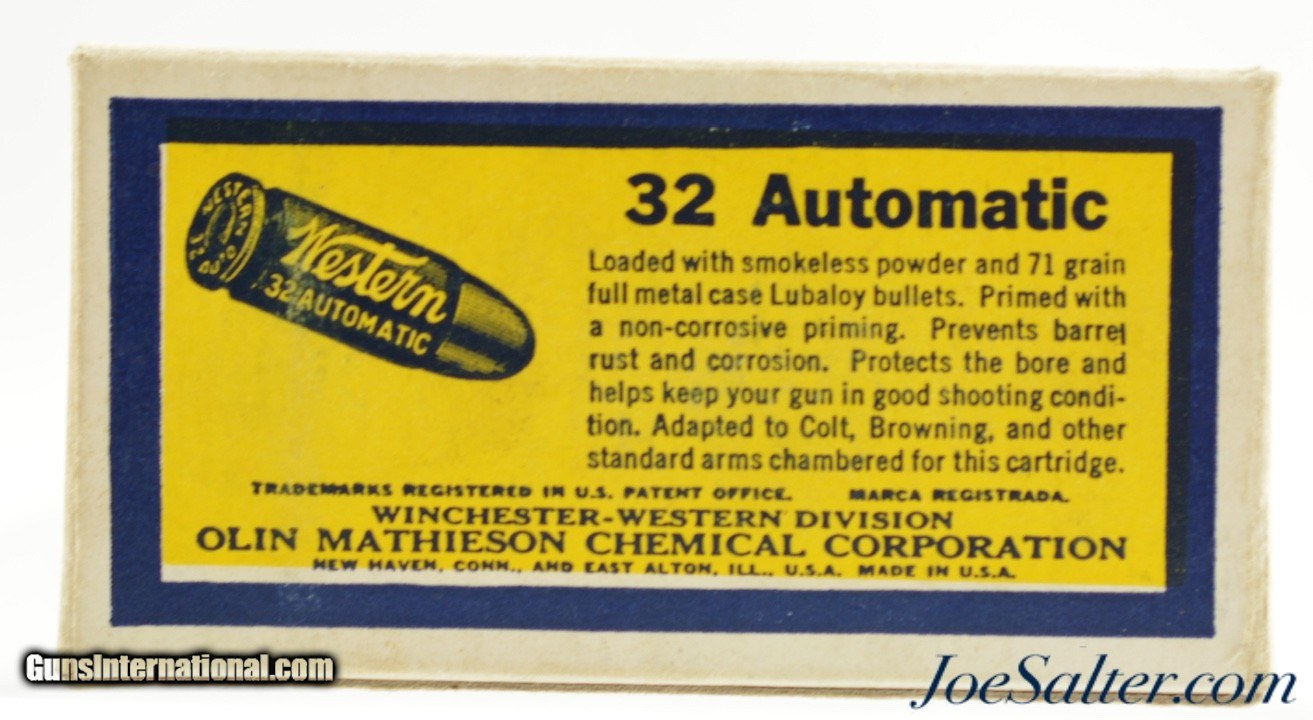 32 Automatic
Loaded with smokeless powder and 71 grain
full metal case Lubaloy bullets. Primed with
a non-corrosive priming. Prevents barrel
rust and corrosion. Protects the bore and
helps keep your gun in good shooting condi-
tion. Adapted to Colt, Browning, and other
standard arms chambered for this cartridge.
WESTERN
32 AUTO
Western
.32 AUTOMATIC
TRADEMARKS REGISTERED IN U.S. PATENT OFFICE. MARCA REGISTRADA.
WINCHESTER-WESTERN DIVISION
OLIN MATHIESON CHEMICAL CORPORATION
NEW HAVEN, CONN., AND EAST ALTON, ILL., U.S.A. MADE IN U.S.A.
GunsInternational.com
JoeSalter.com